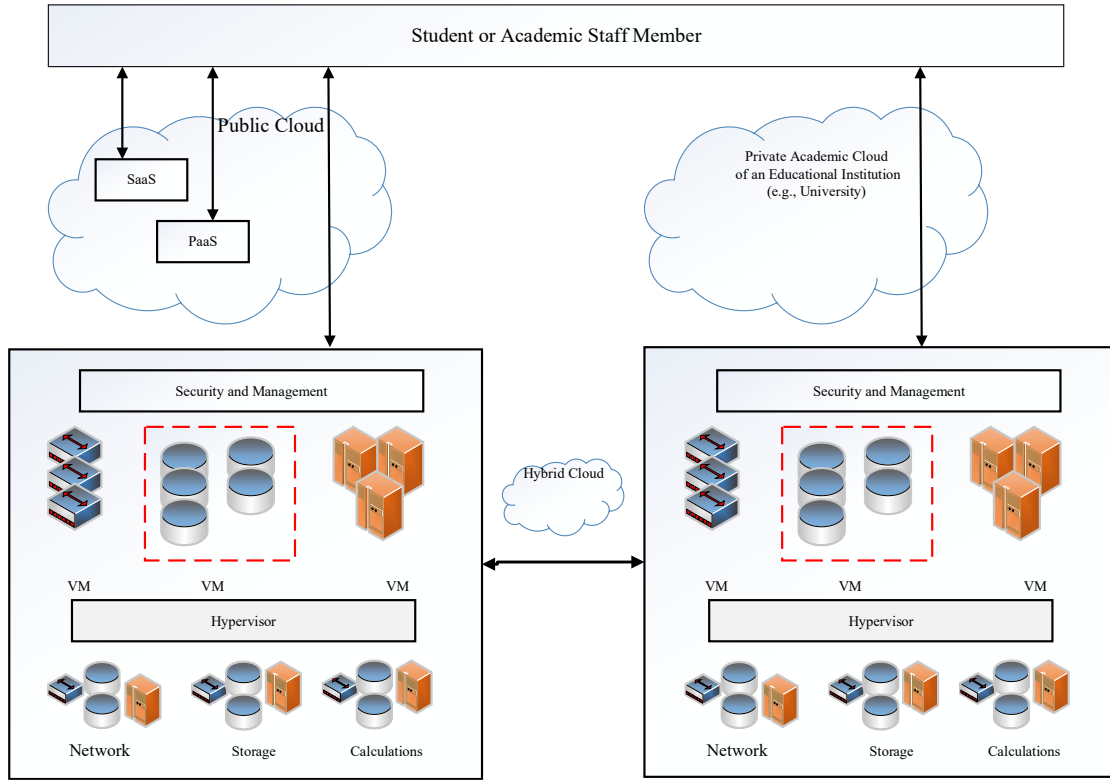 Student or Academic Staff Member
Public Cloud
SaaS
PaaS
Private Academic Cloud
of an Educational Institution
(e.g., University)
Security and Management
VM VM VM
Hypervisor
Network Storage Calculations
Hybrid Cloud
Security and Management
VM VM VM
Hypervisor
Network Storage Calculations